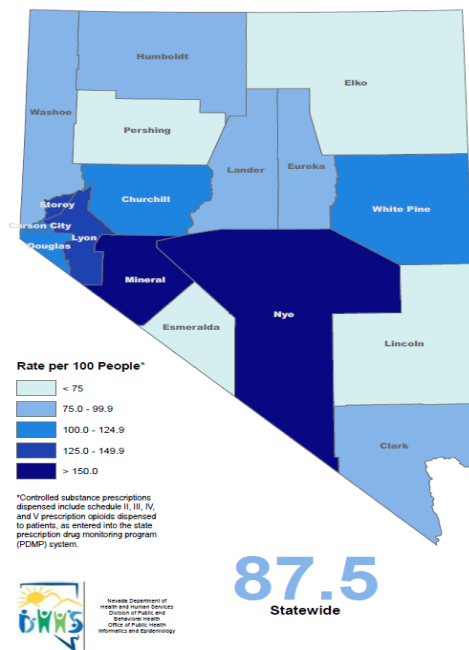 Humboldt
Elko
Washoe
Pershing
Lander
Eureka
Storey
Churchill
White Pine
Carson City
Lyon
Douglas
Mineral
Nye
Esmeralda
Lincoln
Clark
Rate per 100 People*
< 75
75.0 - 99.9
100.0 - 124.9
125.0 - 149.9
> 150.0
*Controlled substance prescriptions
dispensed include schedule II, III, IV,
and V prescription opioids dispensed
to patients, as entered into the state
prescription drug monitoring program
(PDMP) system.
87.5
Statewide
DHHS
Nevada Department of
Health and Human Services
Division of Public and
Behavioral Health
Office of Public Health
Informatics and Epidemiology